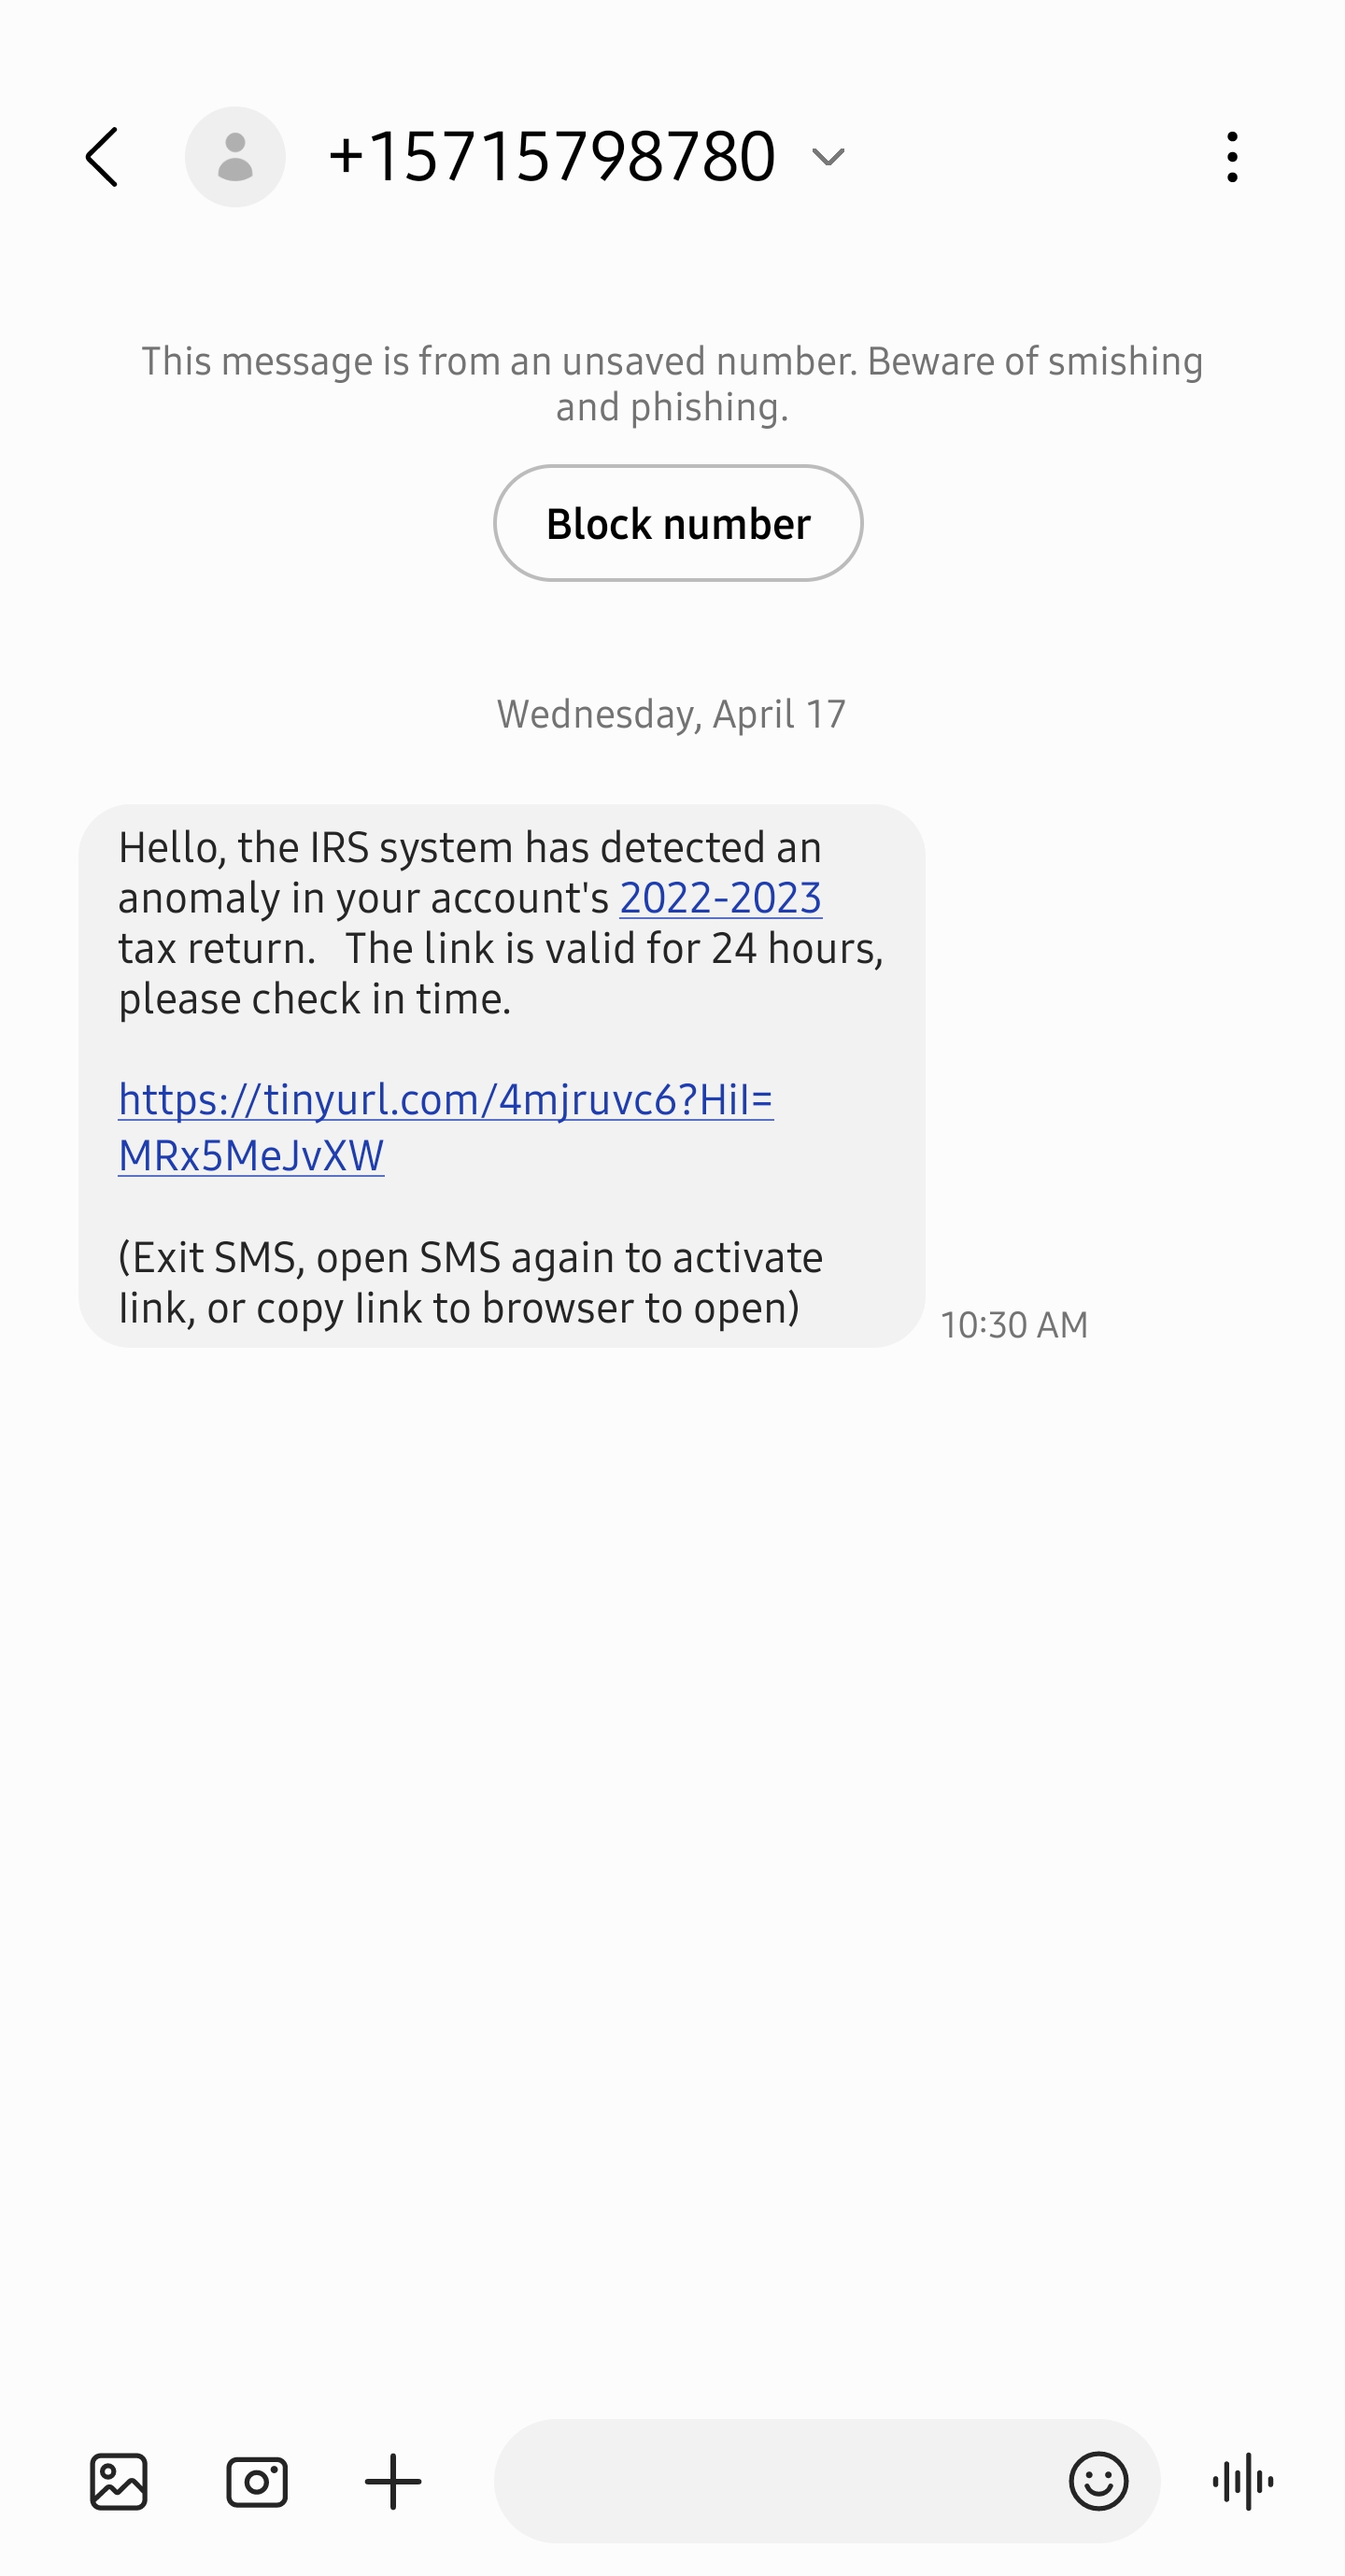 +15715798780
This message is from an unsaved number. Beware of smishing
and phishing.
Block number
Wednesday, April 17
Hello, the IRS system has detected an
anomaly in your account's 2022-2023
tax return.   The link is valid for 24 hours,
please check in time.
https://tinyurl.com/4mjruvc6?HiI=
MRx5MeJvXW
(Exit SMS, open SMS again to activate
link, or copy link to browser to open)
10:30 AM